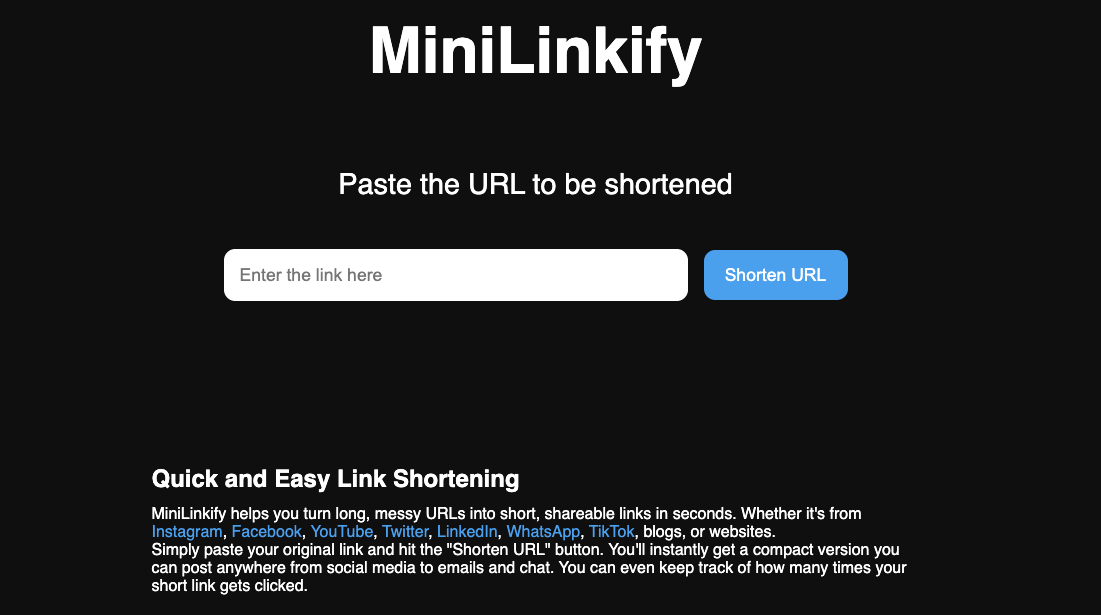 MiniLinkify
Paste the URL to be shortened
Enter the link here
Shorten URL
Quick and Easy Link Shortening
MiniLinkify helps you turn long, messy URLs into short, shareable links in seconds. Whether it's from
Instagram, Facebook, YouTube, Twitter, LinkedIn, WhatsApp, TikTok, blogs, or websites.
Simply paste your original link and hit the "Shorten URL" button. You'll instantly get a compact version you
can post anywhere from social media to emails and chat. You can even keep track of how many times your
short link gets clicked.